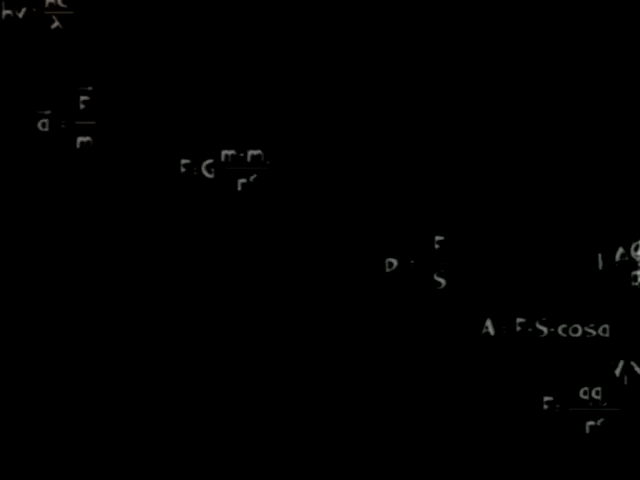 hν = hc/λ
a⃗ = F⃗/m
F=G m·m/r²
p = F/S
A = F·S·cosα
F= qq/r²